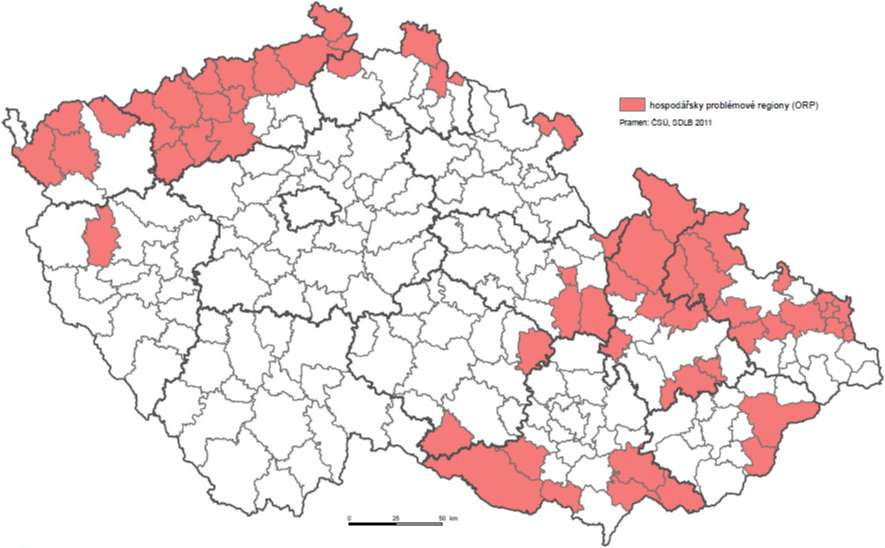 hospodářsky problémové regiony (ORP)
Pramen: ČSÚ, SDLB 2011
0 25 50 km